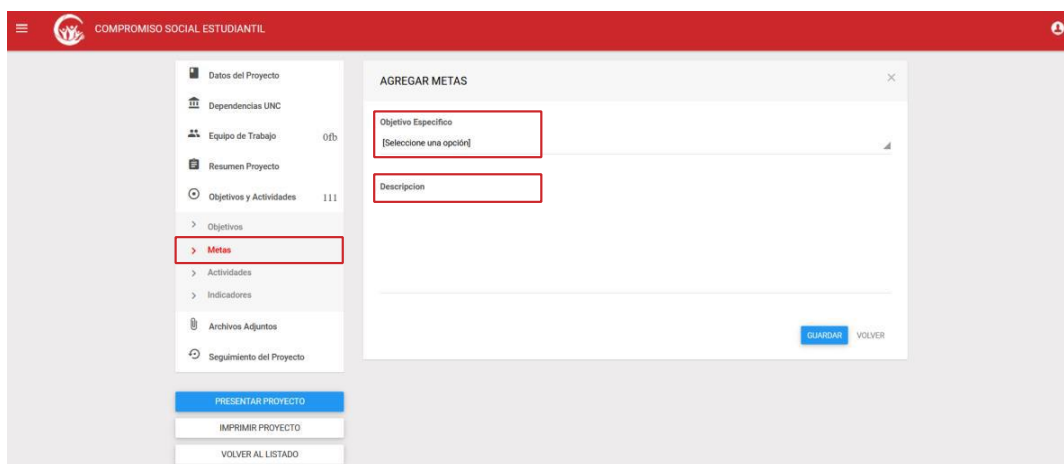 COMPROMISO SOCIAL ESTUDIANTIL
Datos del Proyecto
Dependencias UNC
Equipo de Trabajo 0fb
Resumen Proyecto
Objetivos y Actividades 111
Objetivos
Metas
Actividades
Indicadores
Archivos Adjuntos
Seguimiento del Proyecto
PRESENTAR PROYECTO
IMPRIMIR PROYECTO
VOLVER AL LISTADO
AGREGAR METAS
Objetivo Especifico
[Seleccione una opción]
Descripcion
GUARDAR VOLVER